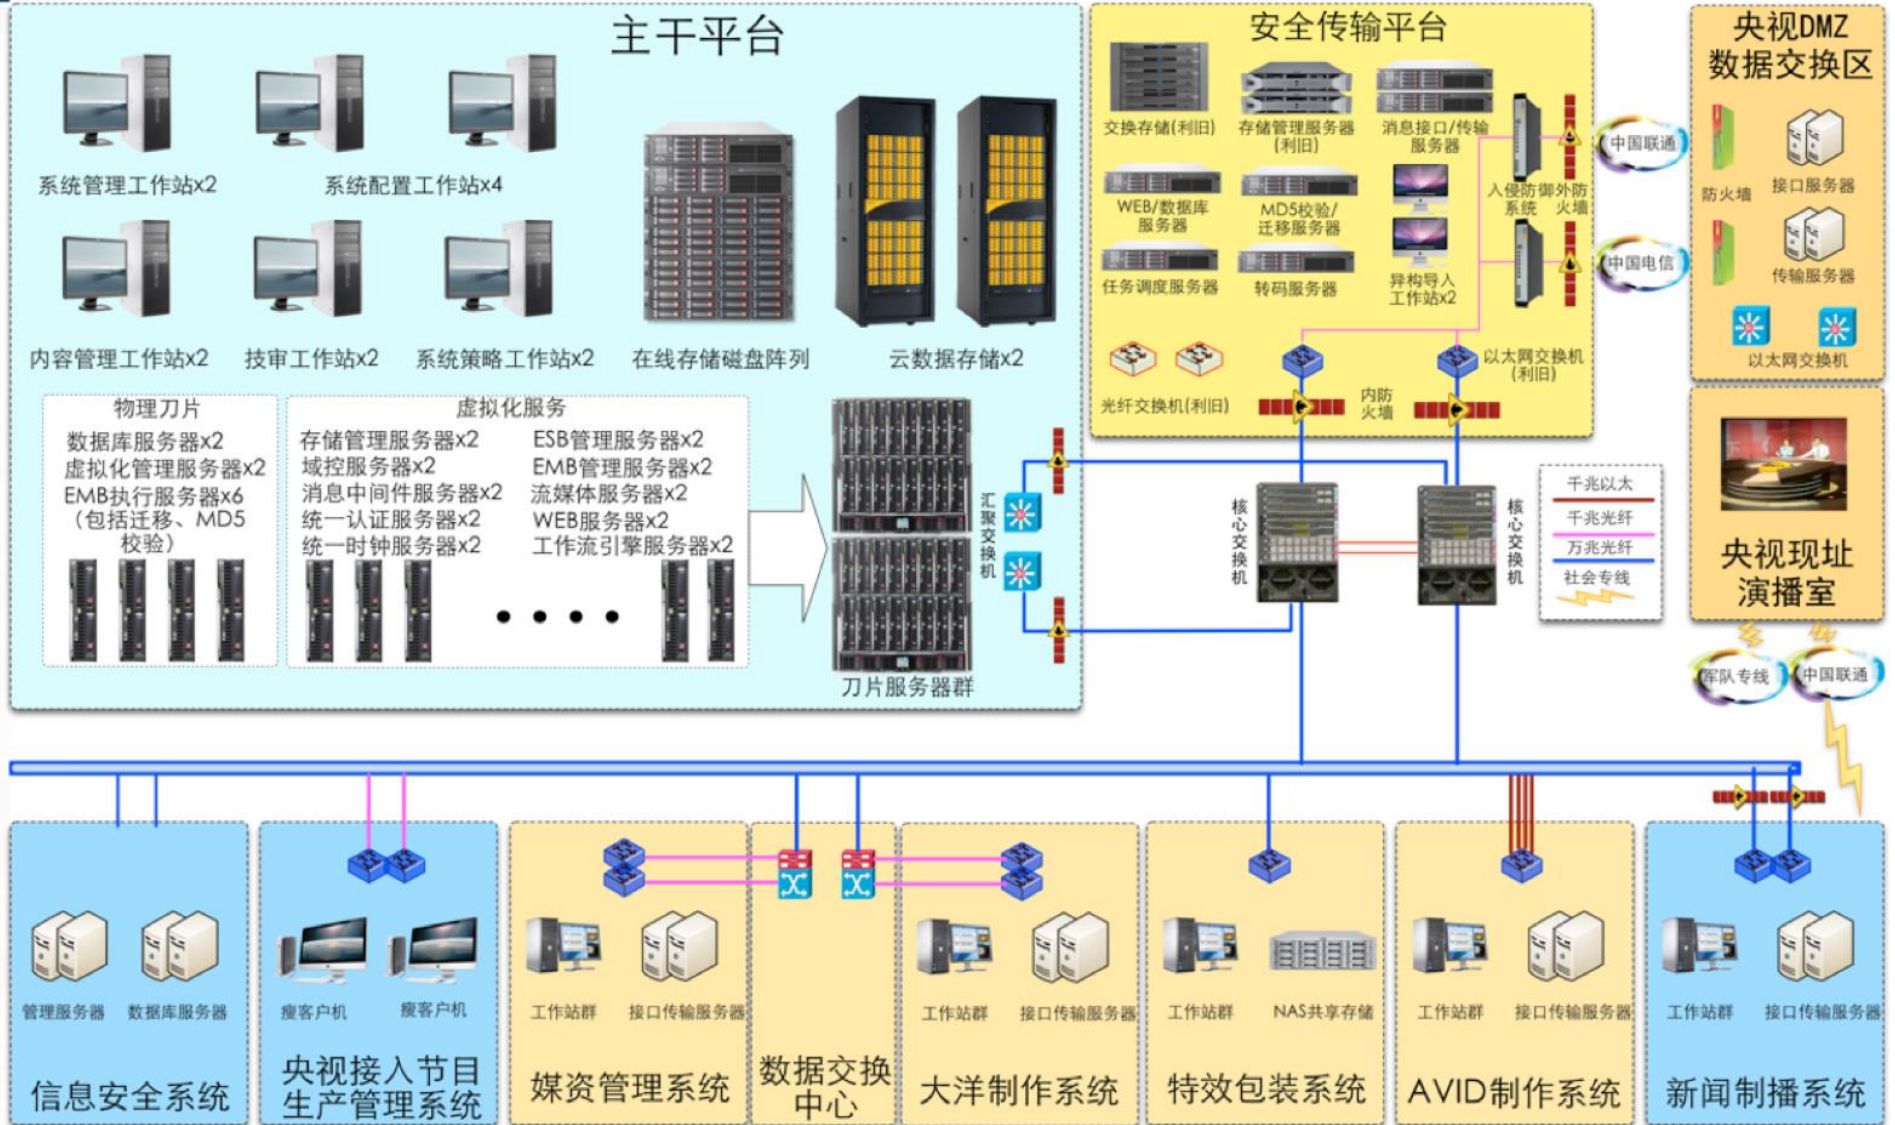 主干平台
系统管理工作站x2
系统配置工作站x4
内容管理工作站x2
技审工作站x2
系统策略工作站x2
在线存储磁盘阵列
云数据存储x2
物理刀片
数据库服务器x2
虚拟化管理服务器x2
EMB执行服务器x6
（包括迁移、MD5
校验）
虚拟化服务
存储管理服务器x2
域控服务器x2
消息中间件服务器x2
统一认证服务器x2
统一时钟服务器x2
ESB管理服务器x2
EMB管理服务器x2
流媒体服务器x2
WEB服务器x2
工作流引擎服务器x2
刀片服务器群
汇聚交换机
安全传输平台
交换存储(利旧)
存储管理服务器
(利旧)
消息接口/传输
服务器
WEB/数据库
服务器
MD5校验/
迁移服务器
任务调度服务器
转码服务器
异构导入
工作站x2
入侵防御
系统
外防
火墙
光纤交换机(利旧)
内防
火墙
以太网交换机
(利旧)
中国联通
中国电信
央视DMZ
数据交换区
防火墙
接口服务器
传输服务器
以太网交换机
央视现址
演播室
军队专线
中国联通
核心交换机
核心交换机
千兆以太
千兆光纤
万兆光纤
社会专线
管理服务器
数据库服务器
信息安全系统
瘦客户机
瘦客户机
央视接入节目
生产管理系统
工作站群
接口传输服务器
媒资管理系统
数据交换
中心
工作站群
接口传输服务器
大洋制作系统
工作站群
NAS共享存储
特效包装系统
工作站群
接口传输服务器
AVID制作系统
工作站群
接口传输服务器
新闻制播系统